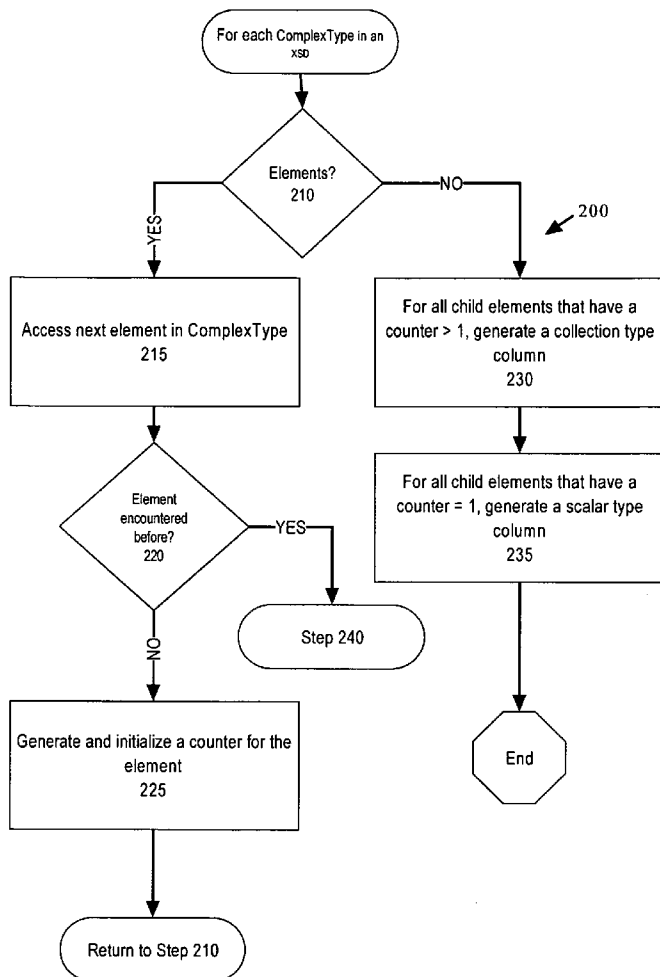 For each ComplexType in an
XSD
Elements?
210
YES
NO
200
Access next element in ComplexType
215
For all child elements that have a
counter > 1, generate a collection type
column
230
Element
encountered
before?
220
YES
For all child elements that have a
counter = 1, generate a scalar type
column
235
Step 240
NO
Generate and initialize a counter for the
element
225
End
Return to Step 210